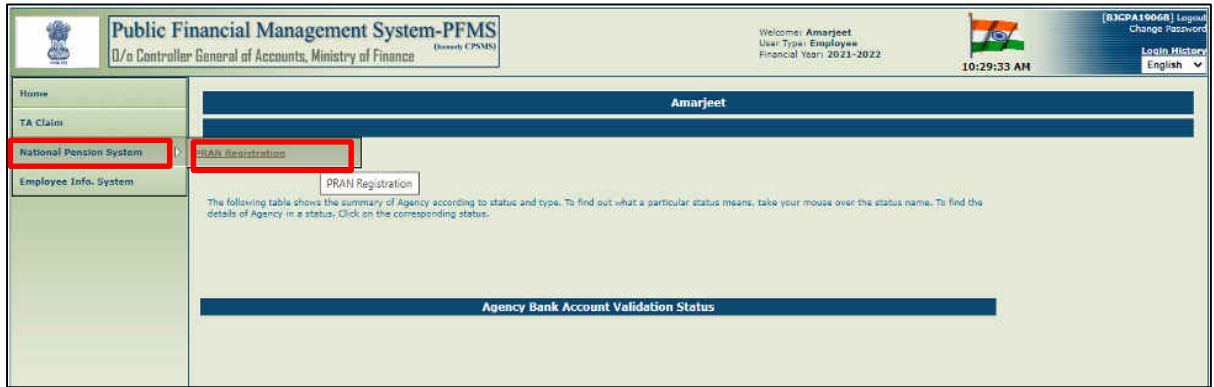 Public Financial Management System-PFMS
(formerly CPSMS)
O/o Controller General of Accounts, Ministry of Finance
Welcome: Amarjeet
User Type: Employee
Financial Year: 2021-2022
10:29:33 AM
[BJGPA1906B] Logout
Change Password
Login History
English
Home
TA Claim
National Pension System
Employee Info. System
Amarjeet
PRAN Registration
PRAN Registration
The following table shows the summary of Agency according to status and type. To find out what a particular status means, take your mouse over the status name. To find the
details of Agency in a status, Click on the corresponding status.
Agency Bank Account Validation Status